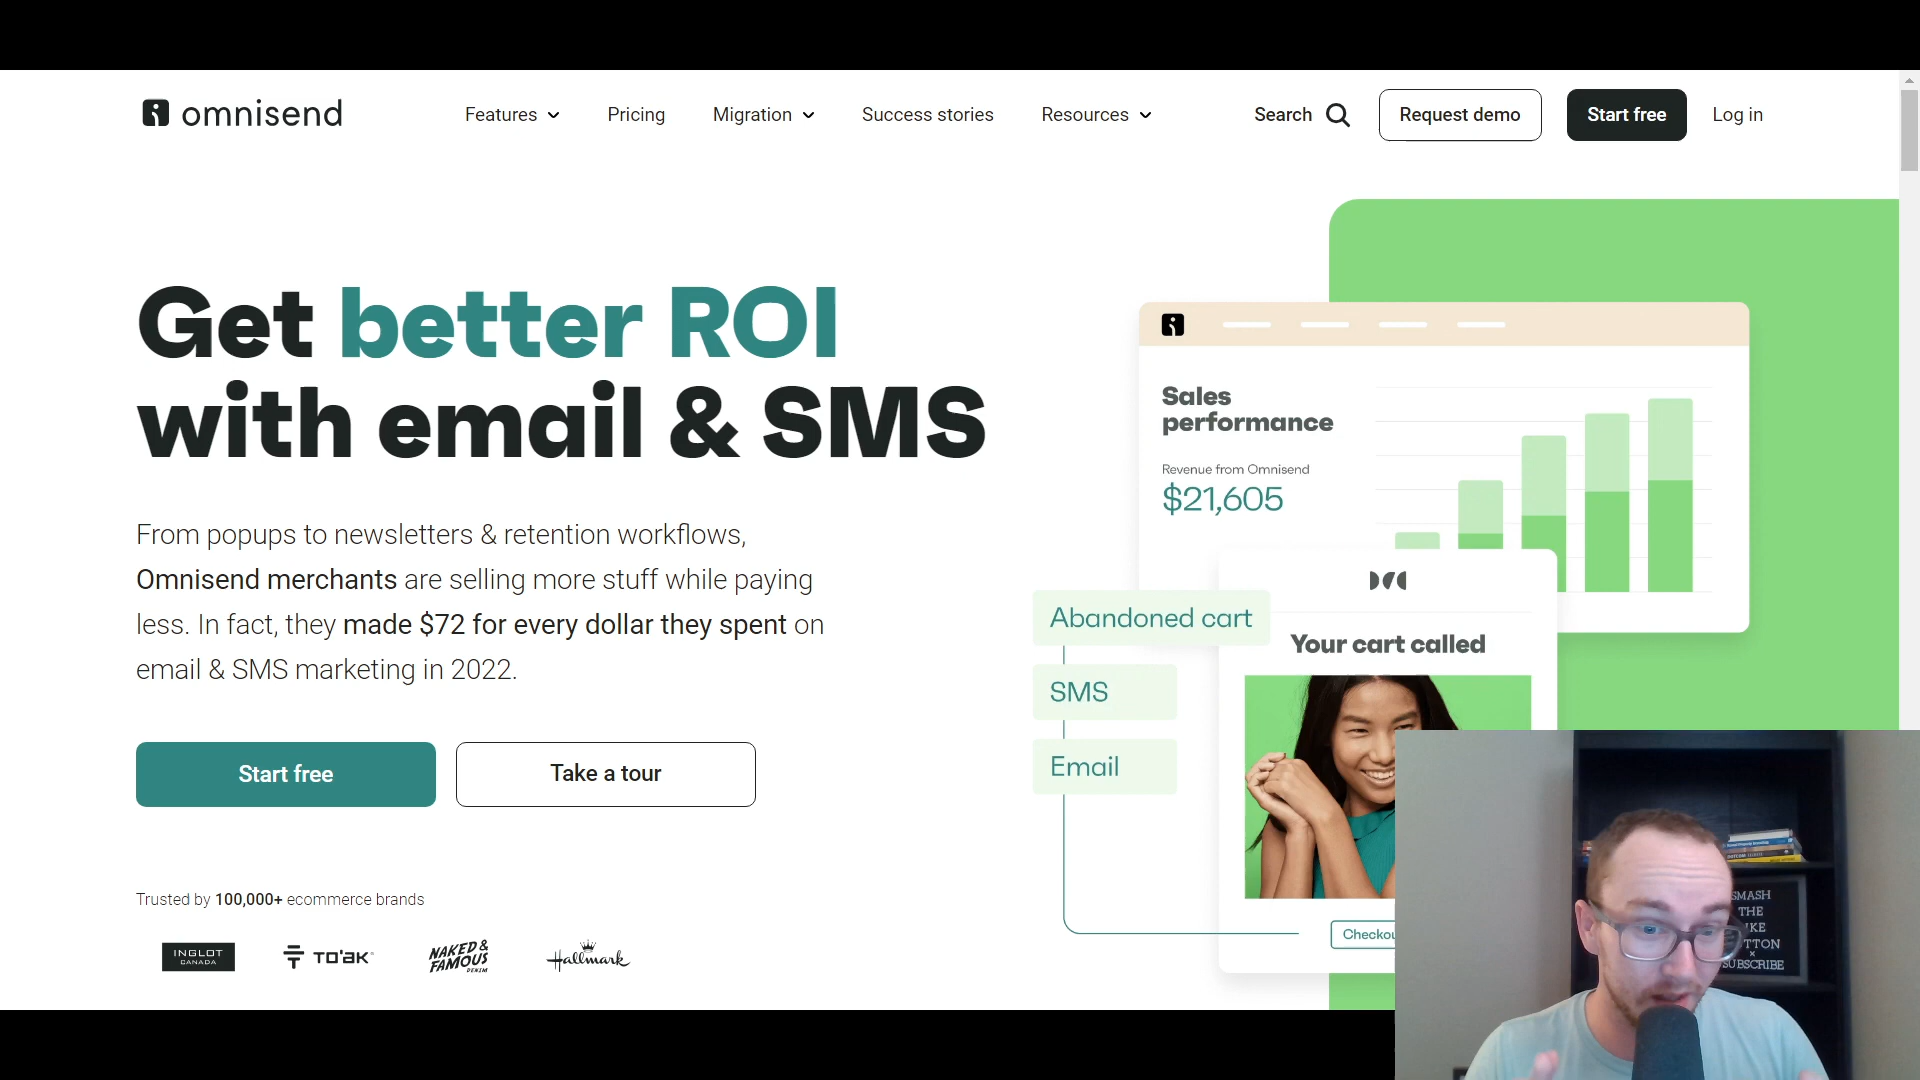 omnisend
Features
Pricing
Migration
Success stories
Resources
Search
Request demo
Start free
Log in
Get better ROI
with email & SMS
From popups to newsletters & retention workflows,
Omnisend merchants are selling more stuff while paying
less. In fact, they made $72 for every dollar they spent on
email & SMS marketing in 2022.
Start free
Take a tour
Trusted by 100,000+ ecommerce brands
INGLOT
CANADA
TO'AK
NAKED &
FAMOUS
DENIM
Hallmark
Sales
performance
Revenue from Omnisend
$21,605
Abandoned cart
SMS
Email
Your cart called
Checkou
SMASH
THE
IKE
TTON
×
SUBSCRIBE